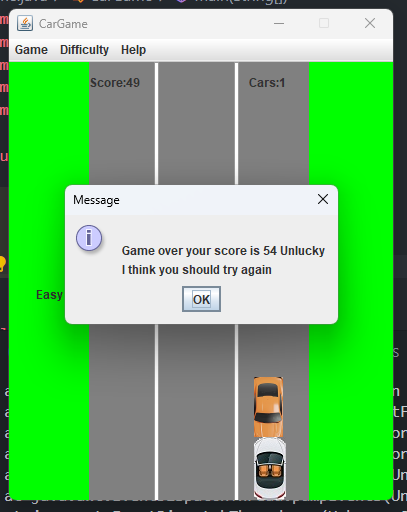 CarGame
Game Difficulty Help
Score:49 Cars:1
Message
Game over your score is 54 Unlucky
I think you should try again
Easy
OK